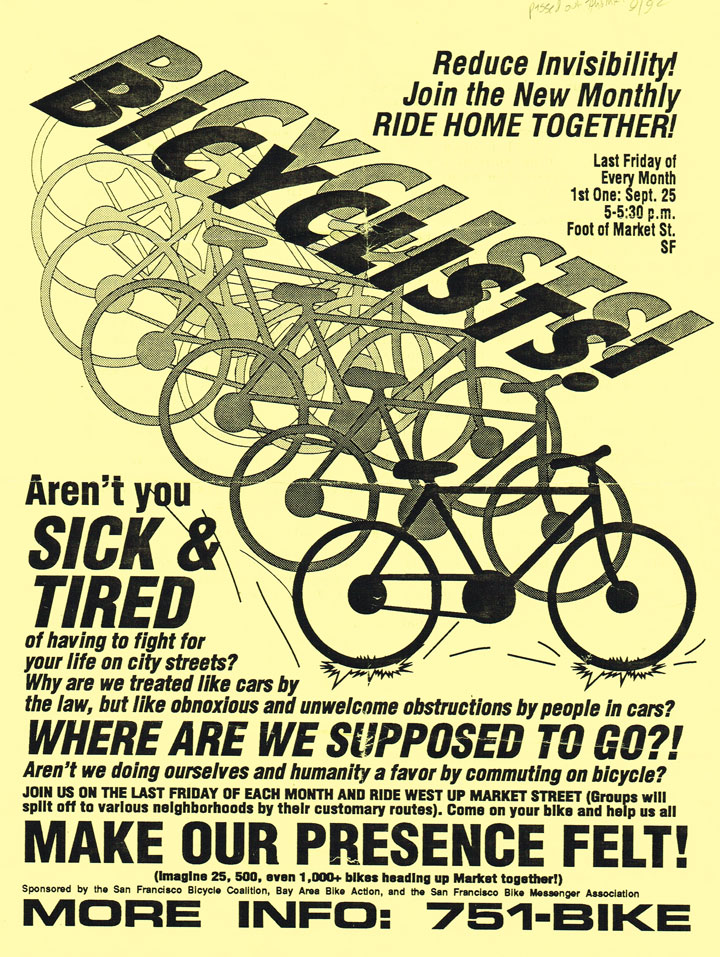 passed out 9/92
BICYCLISTS!
Reduce Invisibility!
Join the New Monthly
RIDE HOME TOGETHER!
Last Friday of
Every Month
1st One: Sept. 25
5-5:30 p.m.
Foot of Market St.
SF
Aren't you
SICK &
TIRED
of having to fight for
your life on city streets?
Why are we treated like cars by
the law, but like obnoxious and unwelcome obstructions by people in cars?
WHERE ARE WE SUPPOSED TO GO?!
Aren't we doing ourselves and humanity a favor by commuting on bicycle?
JOIN US ON THE LAST FRIDAY OF EACH MONTH AND RIDE WEST UP MARKET STREET (Groups will
split off to various neighborhoods by their customary routes). Come on your bike and help us all
MAKE OUR PRESENCE FELT!
(Imagine 25, 500, even 1,000+ bikes heading up Market together!)
Sponsored by the San Francisco Bicycle Coalition, Bay Area Bike Action, and the San Francisco Bike Messenger Association
MORE INFO: 751-BIKE